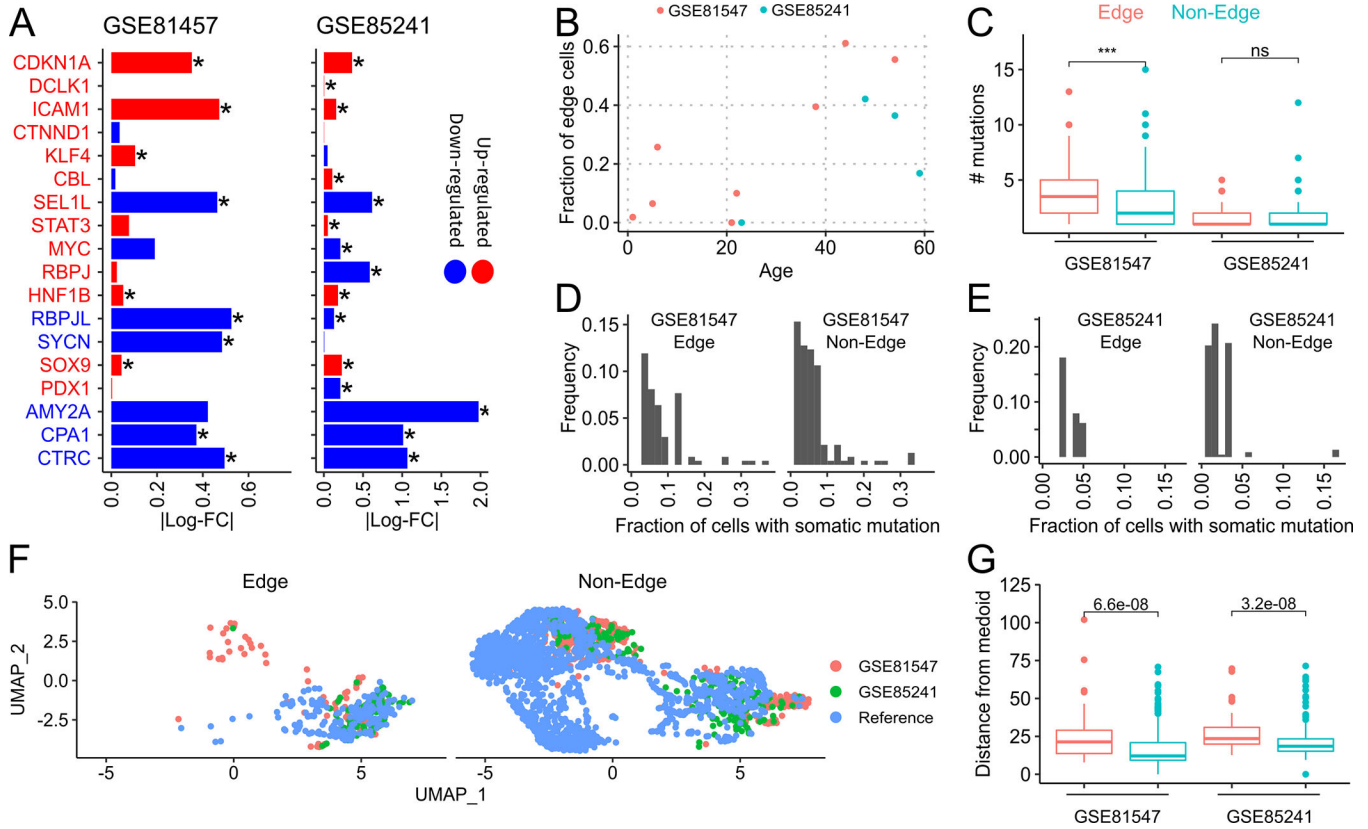 A
GSE81457
GSE85241
CDKN1A
DCLK1
ICAM1
CTNND1
KLF4
CBL
SEL1L
STAT3
MYC
RBPJ
HNF1B
RBPJL
SYCN
SOX9
PDX1
AMY2A
CPA1
CTRC
* * * * * * * * * *
* * * * * * * * * * * * * *
0.0 0.2 0.4 0.6
|Log-FC|
0.0 0.5 1.0 1.5 2.0
|Log-FC|
Down-regulated
Up-regulated
B
GSE81547 GSE85241
Fraction of edge cells
0.6
0.4
0.2
0.0
0 20 40 60
Age
C
Edge Non-Edge
# mutations
15
10
5
*** ns
GSE81547 GSE85241
D
GSE81547
Edge
GSE81547
Non-Edge
Frequency
0.15
0.10
0.05
0.00
0.0 0.1 0.2 0.3 0.0 0.1 0.2 0.3
Fraction of cells with somatic mutation
E
GSE85241
Edge
GSE85241
Non-Edge
Frequency
0.20
0.10
0.00
0.00 0.05 0.10 0.15 0.00 0.05 0.10 0.15
Fraction of cells with somatic mutation
F
Edge Non-Edge
UMAP_2
5.0
2.5
0.0
-2.5
-5 0 5 -5 0 5
UMAP_1
GSE81547
GSE85241
Reference
G
Distance from medoid
125
100
75
50
25
0
6.6e-08 3.2e-08
GSE81547 GSE85241